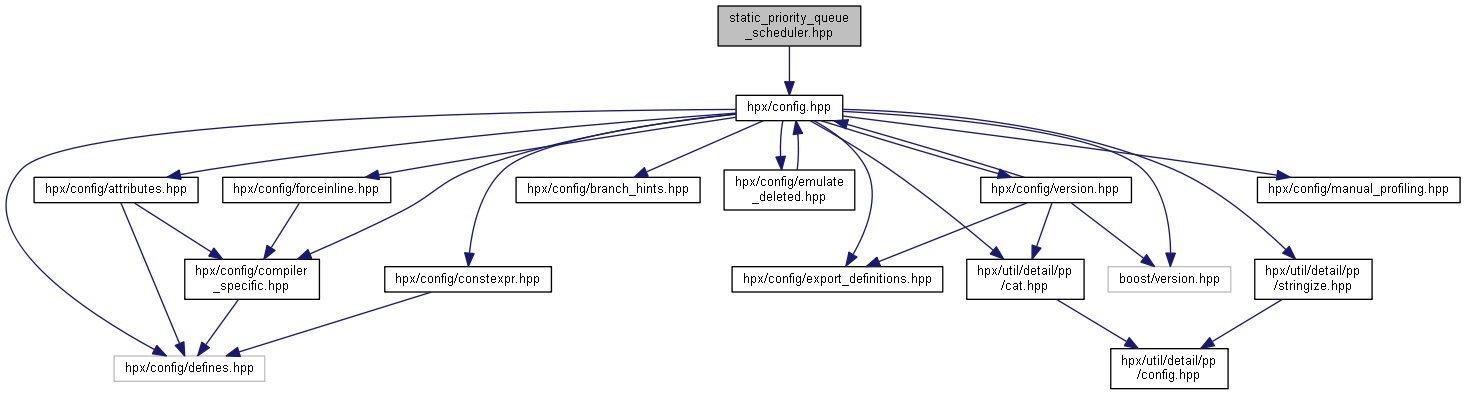 static_priority_queue
_scheduler.hpp
hpx/config.hpp
hpx/config/attributes.hpp
hpx/config/forceinline.hpp
hpx/config/branch_hints.hpp
hpx/config/emulate
_deleted.hpp
hpx/config/version.hpp
hpx/config/manual_profiling.hpp
hpx/config/compiler
_specific.hpp
hpx/config/constexpr.hpp
hpx/config/export_definitions.hpp
hpx/util/detail/pp
/cat.hpp
boost/version.hpp
hpx/util/detail/pp
/stringize.hpp
hpx/config/defines.hpp
hpx/util/detail/pp
/config.hpp